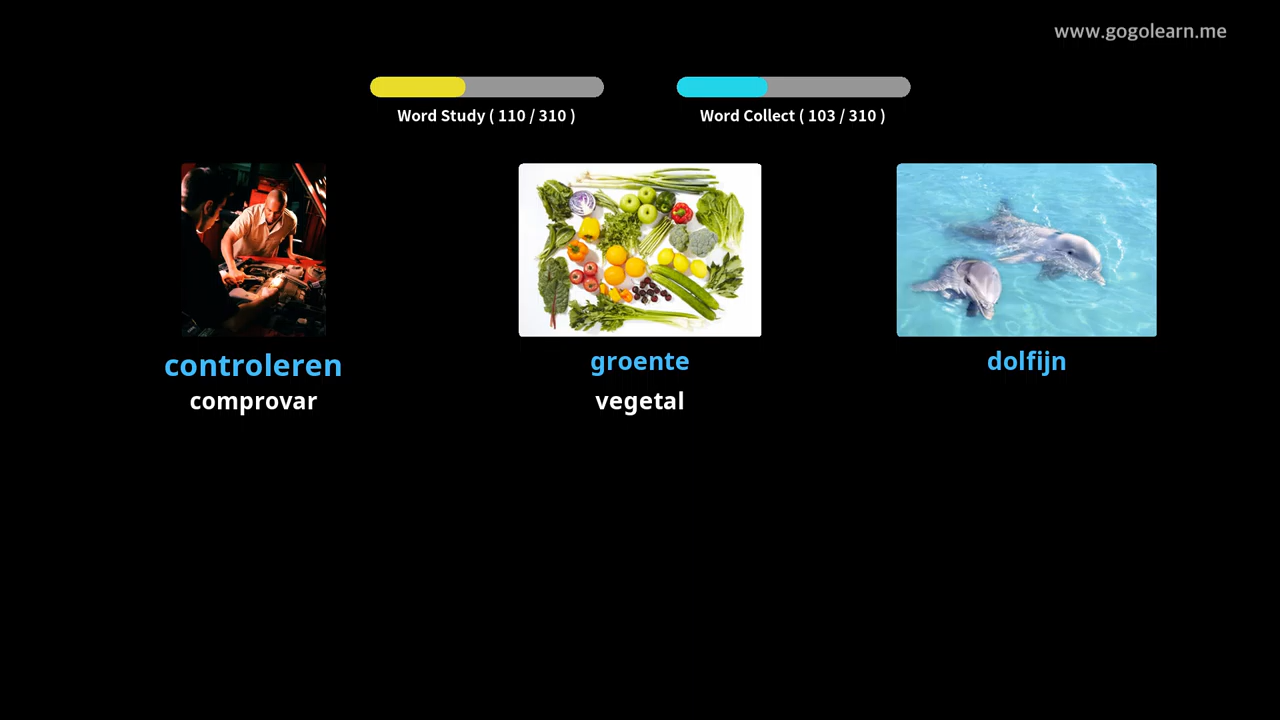 www.gogolearn.me
Word Study ( 110 / 310 )
Word Collect ( 103 / 310 )
controleren
comprovar
groente
vegetal
dolfijn